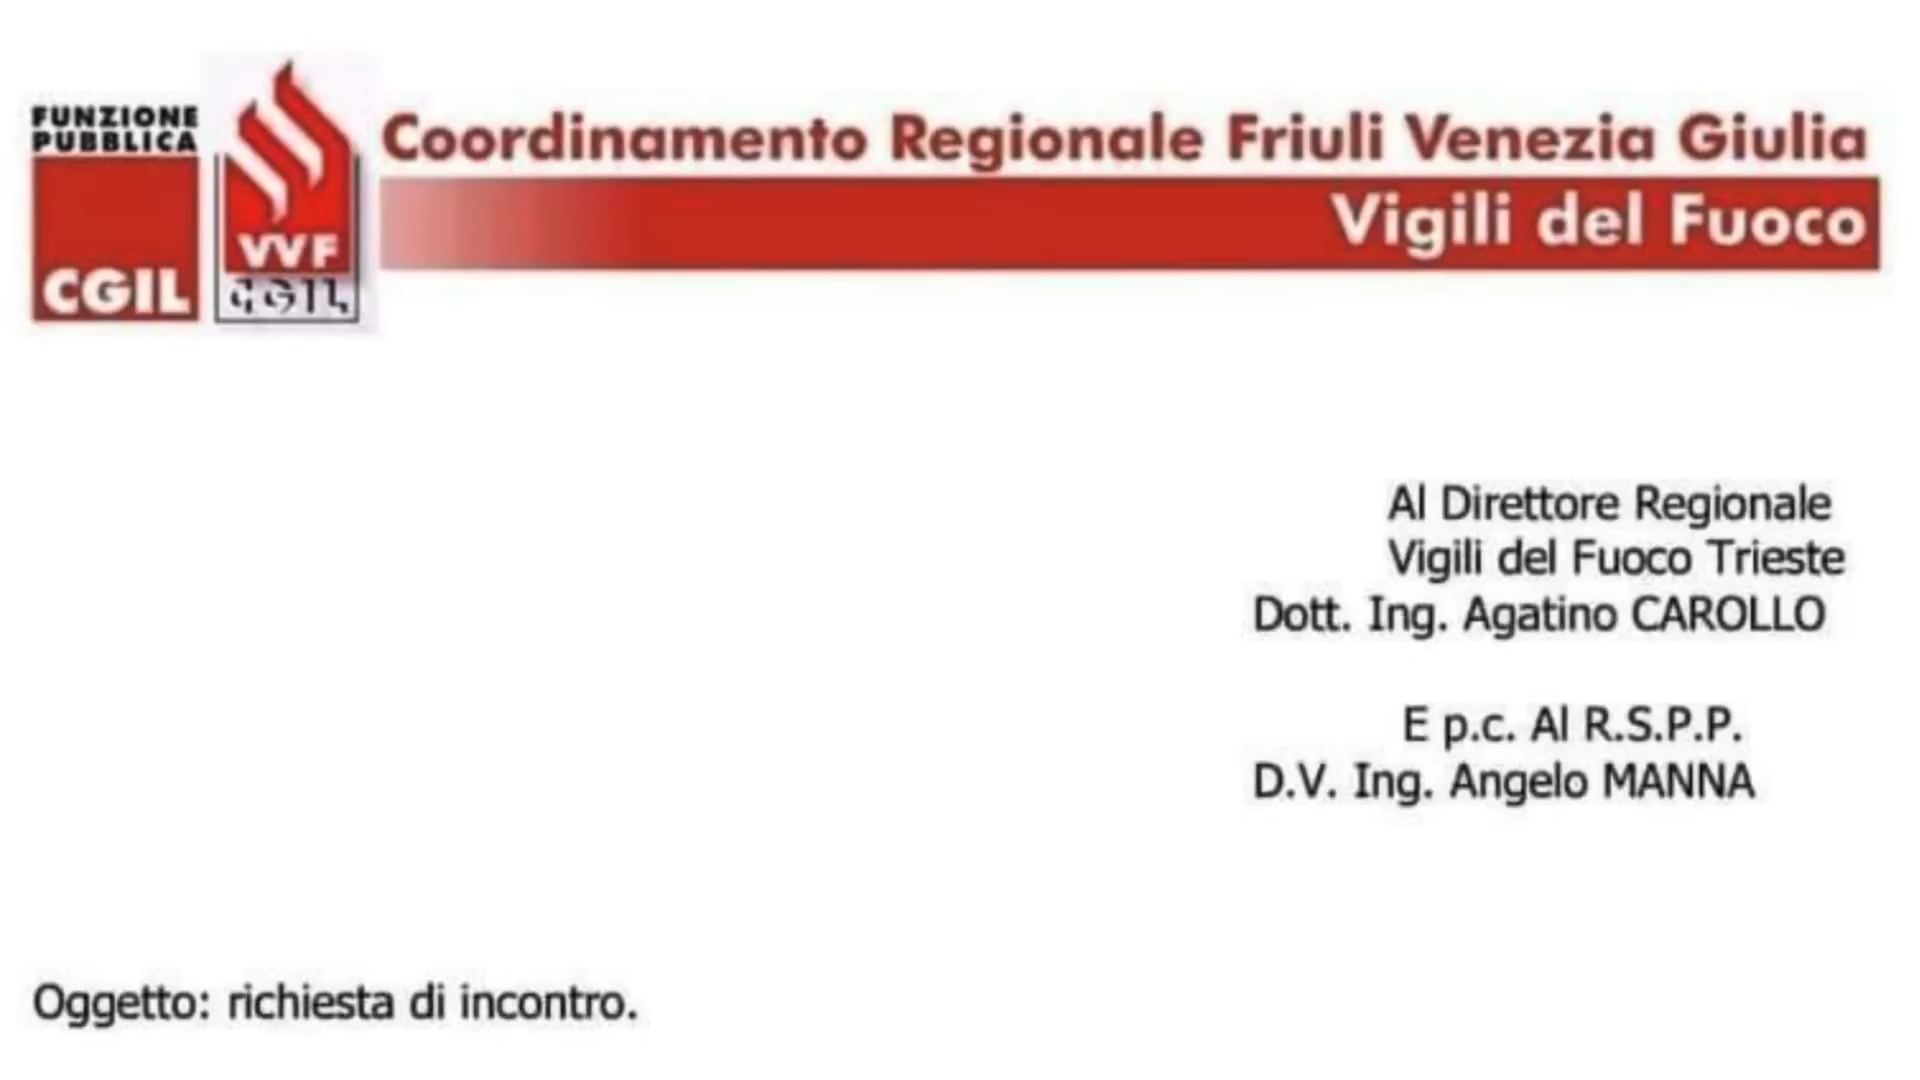 FUNZIONE
PUBBLICA
CGIL
VVF
CGIL
Coordinamento Regionale Friuli Venezia Giulia
Vigili del Fuoco
Al Direttore Regionale
Vigili del Fuoco Trieste
Dott. Ing. Agatino CAROLLO
E p.c. Al R.S.P.P.
D.V. Ing. Angelo MANNA
Oggetto: richiesta di incontro.